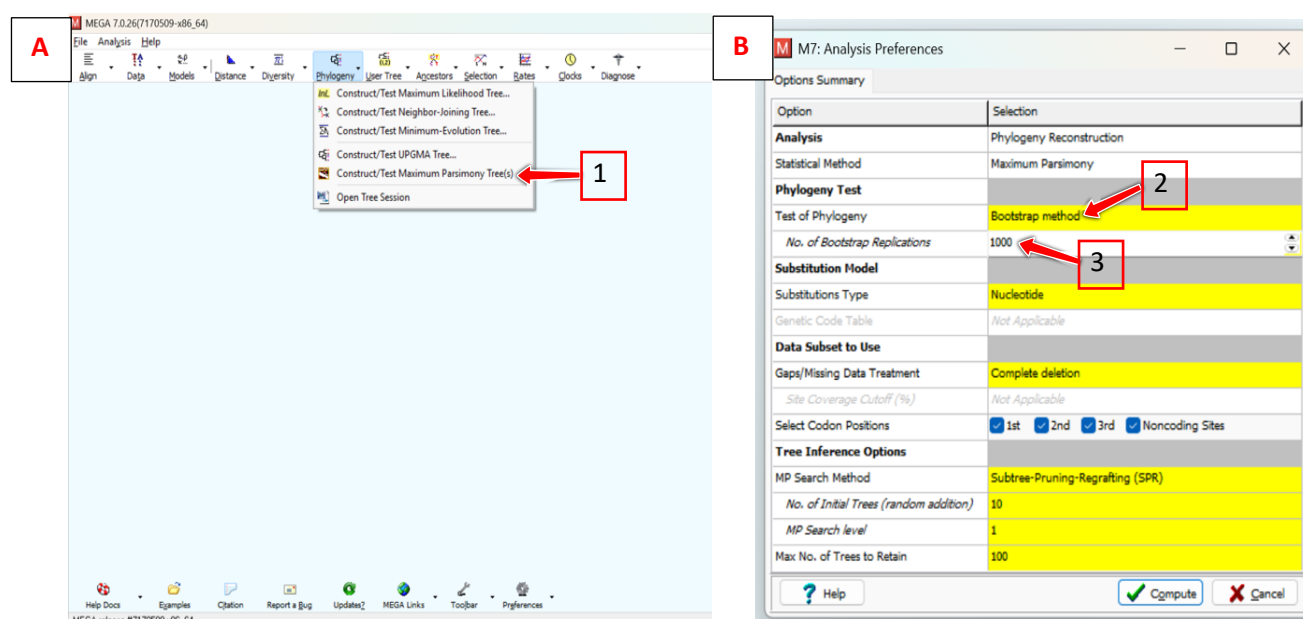 A
MEGA 7.0.26(7170509-x86_64)
File Analysis Help
Align Data Models Distance Diversity Phylogeny User Tree Ancestors Selection Rates Clocks Diagnose
Construct/Test Maximum Likelihood Tree...
Construct/Test Neighbor-Joining Tree...
Construct/Test Minimum-Evolution Tree...
Construct/Test UPGMA Tree...
Construct/Test Maximum Parsimony Tree(s)
1
Open Tree Session
Help Docs Examples Citation Report a Bug Updates? MEGA Links Toolbar Preferences
MEGA release #7170509-x86_64
B
M7: Analysis Preferences
Options Summary
Option Selection
Analysis Phylogeny Reconstruction
Statistical Method Maximum Parsimony
2
Phylogeny Test
Test of Phylogeny Bootstrap method
No. of Bootstrap Replications 1000
3
Substitution Model
Substitutions Type Nucleotide
Genetic Code Table Not Applicable
Data Subset to Use
Gaps/Missing Data Treatment Complete deletion
Site Coverage Cutoff (%) Not Applicable
Select Codon Positions 1st 2nd 3rd Noncoding Sites
Tree Inference Options
MP Search Method Subtree-Pruning-Regrafting (SPR)
No. of Initial Trees (random addition) 10
MP Search level 1
Max No. of Trees to Retain 100
? Help Compute Cancel